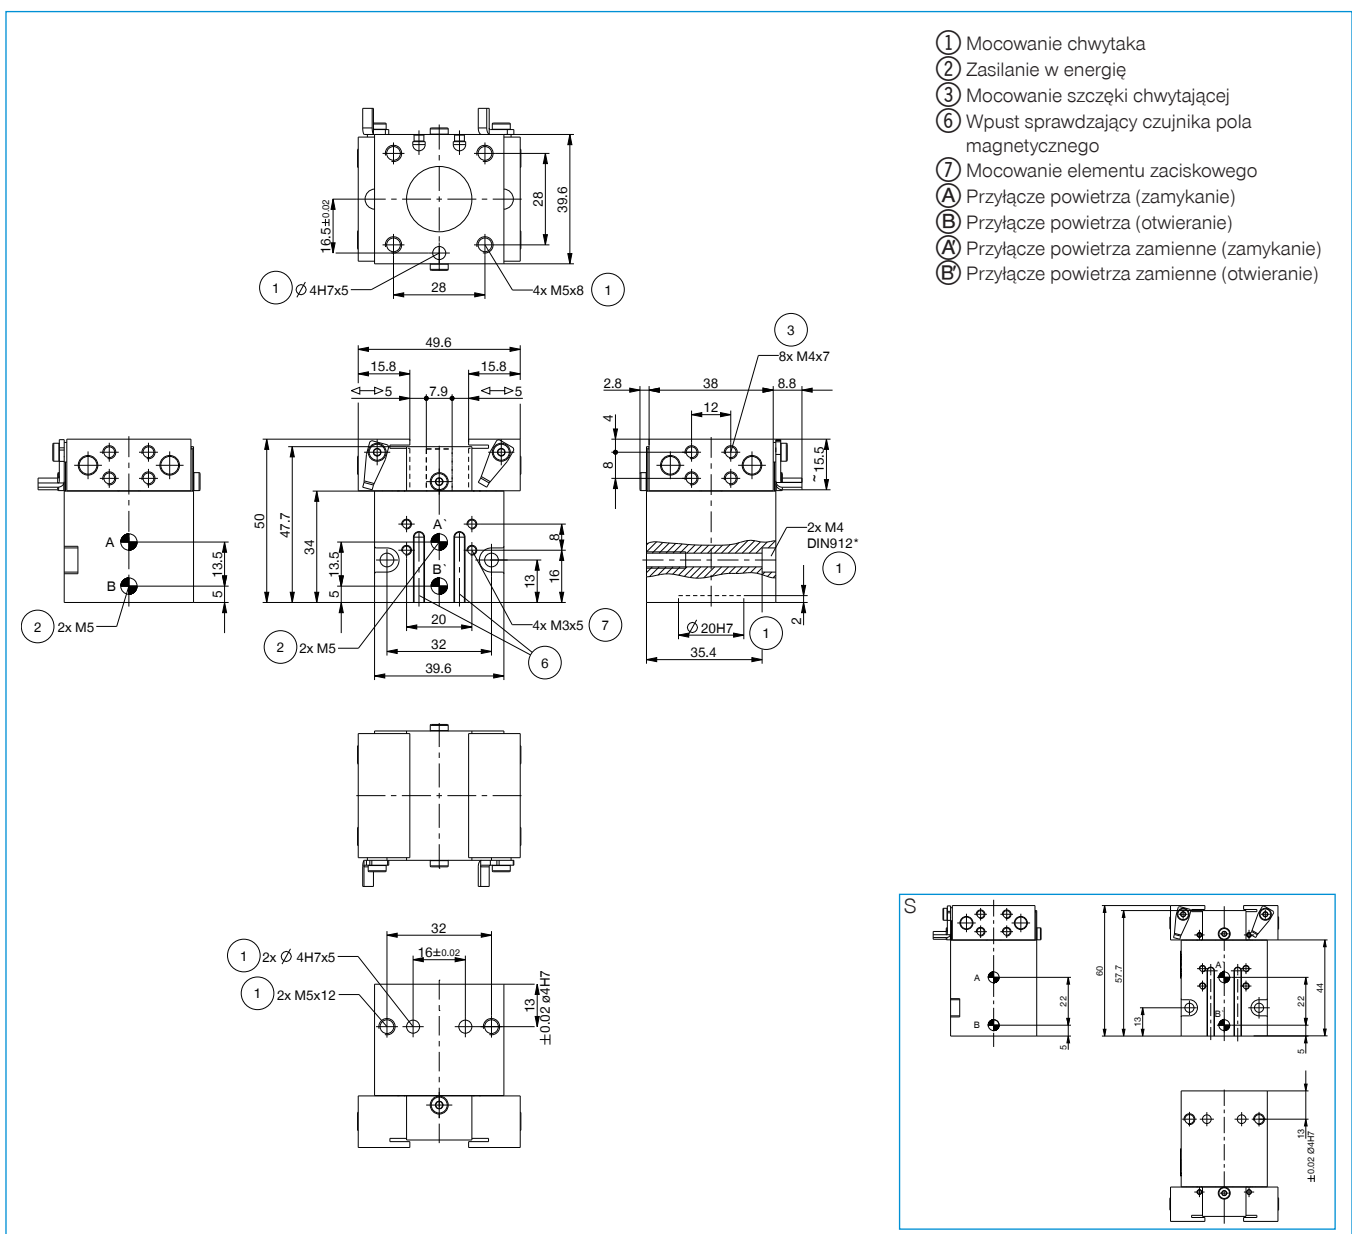 1 Mocowanie chwytaka
2 Zasilanie w energię
3 Mocowanie szczęki chwytającej
6 Wpust sprawdzający czujnika pola
magnetycznego
7 Mocowanie elementu zaciskowego
A Przyłącze powietrza (zamykanie)
B Przyłącze powietrza (otwieranie)
A' Przyłącze powietrza zamienne (zamykanie)
B' Przyłącze powietrza zamienne (otwieranie)
16.5±0.02
28
39.6
1 Ø 4H7x5
28
4x M5x8 1
3
8x M4x7
49.6
15.8
15.8
5
7.9
5
2.8
38
8.8
12
4
8
~15.5
50
47.7
34
13.5
5
A`
B`
8
13
16
A
B
13.5
5
2 2x M5
20
4x M3x5 7
2 2x M5
32
6
39.6
2x M4
DIN912*
1
Ø 20H7 1
2
35.4
32
1 2x Ø 4H7x5
16±0.02
1 2x M5x12
13
±0.02 ø4H7
S
A
B
22
5
13
60
57.7
A`
B`
22
44
5
13
±0.02 Ø4H7